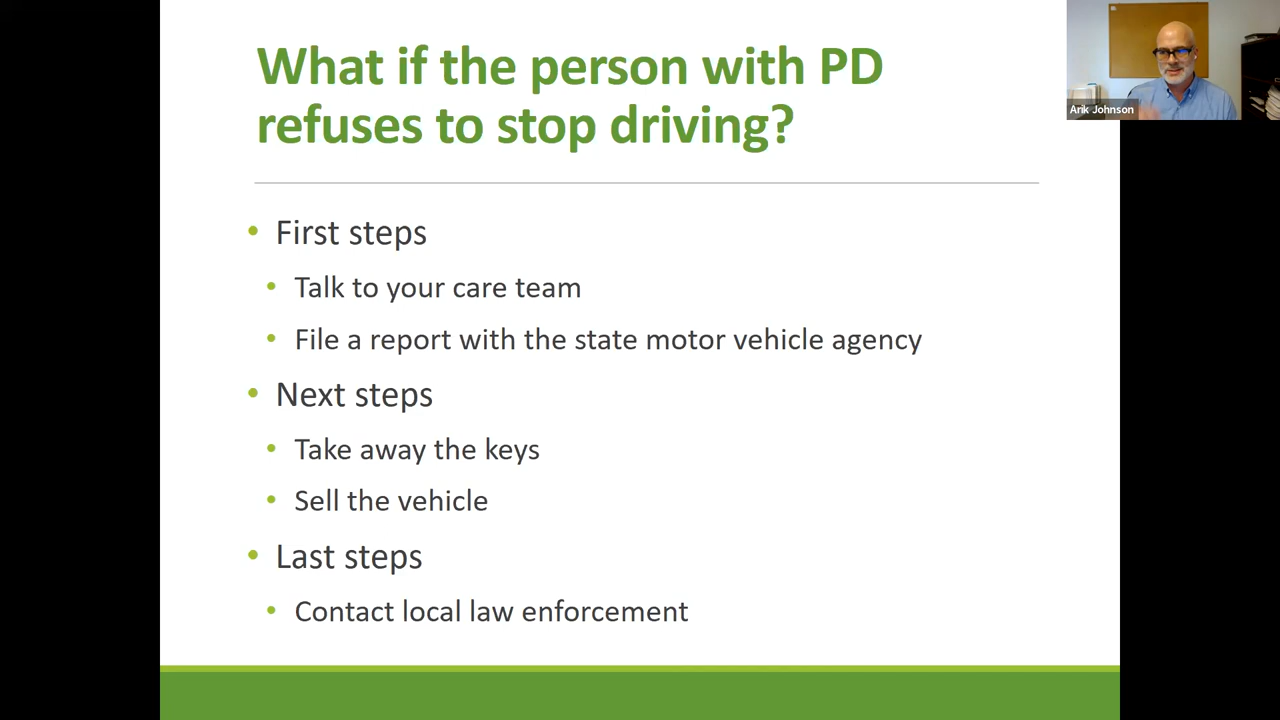 What if the person with PD
refuses to stop driving?
• First steps
• Talk to your care team
• File a report with the state motor vehicle agency
• Next steps
• Take away the keys
• Sell the vehicle
• Last steps
• Contact local law enforcement
Arik Johnson